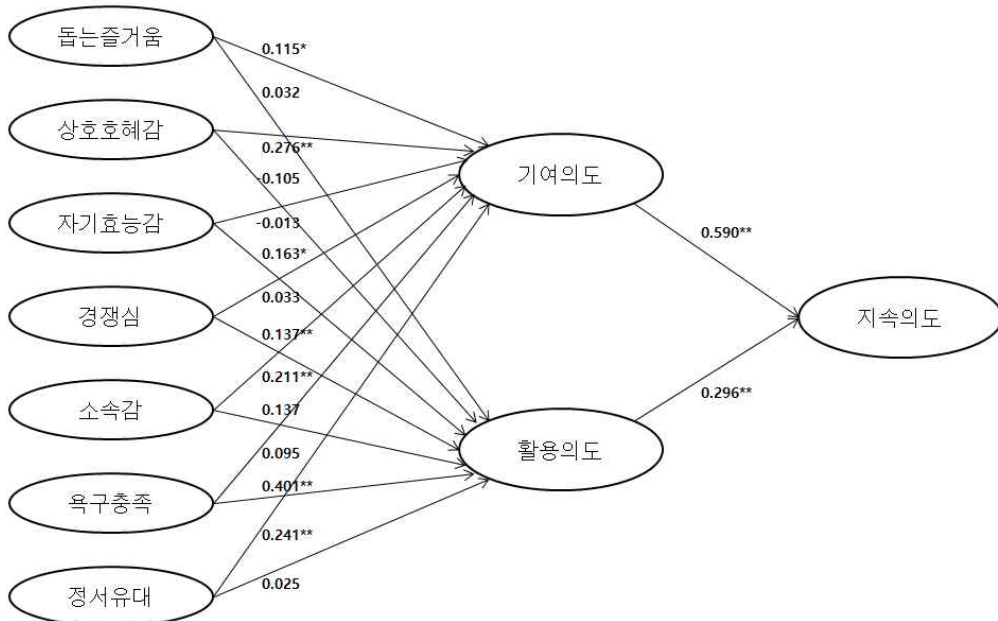 돕는즐거움
0.115*
0.032
상호호혜감
0.276**
-0.105
기여의도
자기효능감
-0.013
0.163*
0.590**
경쟁심
0.033
0.137**
지속의도
0.211**
0.296**
소속감
0.137
활용의도
0.095
욕구충족
0.401**
0.241**
정서유대
0.025